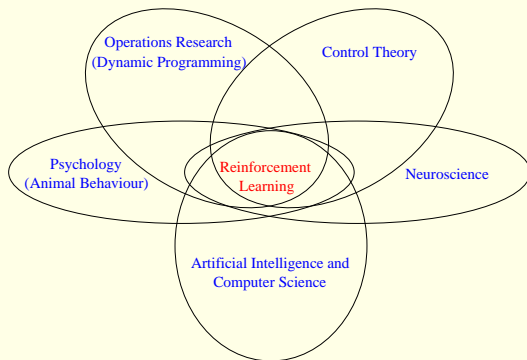 Operations Research
(Dynamic Programming)
Control Theory
Psychology
(Animal Behaviour)
Reinforcement
Learning
Neuroscience
Artificial Intelligence and
Computer Science